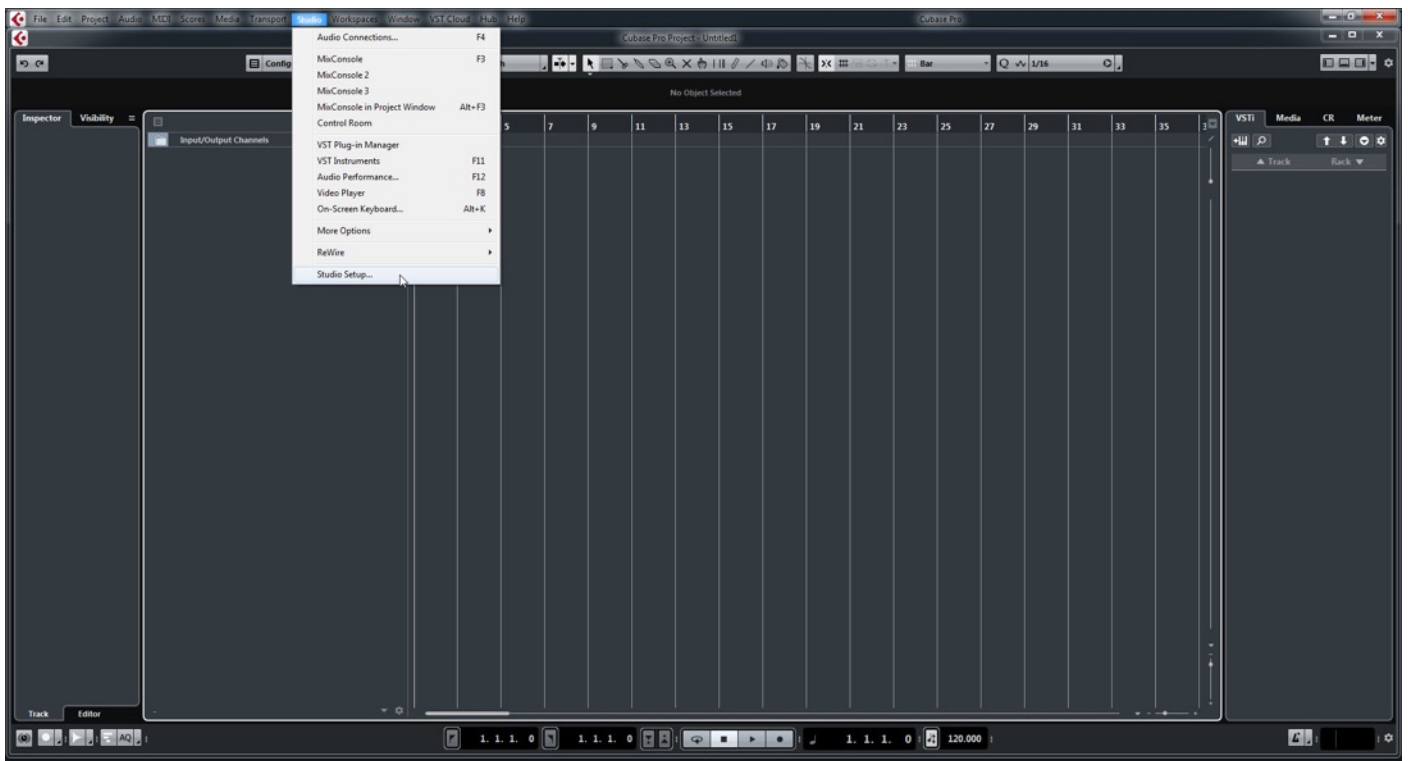 File Edit Project Audio MIDI Scores Media Transport Studio Workspaces Window VST Cloud Hub Help
Cubase Pro
Cubase Pro Project - Untitled1
Audio Connections... F4
MixConsole F3
MixConsole 2
MixConsole 3
MixConsole in Project Window Alt+F3
Control Room
VST Plug-in Manager
VST Instruments F11
Audio Performance... F12
Video Player F8
On-Screen Keyboard... Alt+K
More Options
ReWire
Studio Setup...
Config
Bar
Q 1/16
No Object Selected
Inspector Visibility
Input/Output Channels
5 7 9 11 13 15 17 19 21 23 25 27 29 31 33 35
VSTi Media CR Meter
Track Rack
Track Editor
AQ
1. 1. 1. 0
1. 1. 1. 0
1. 1. 1. 0
120.000